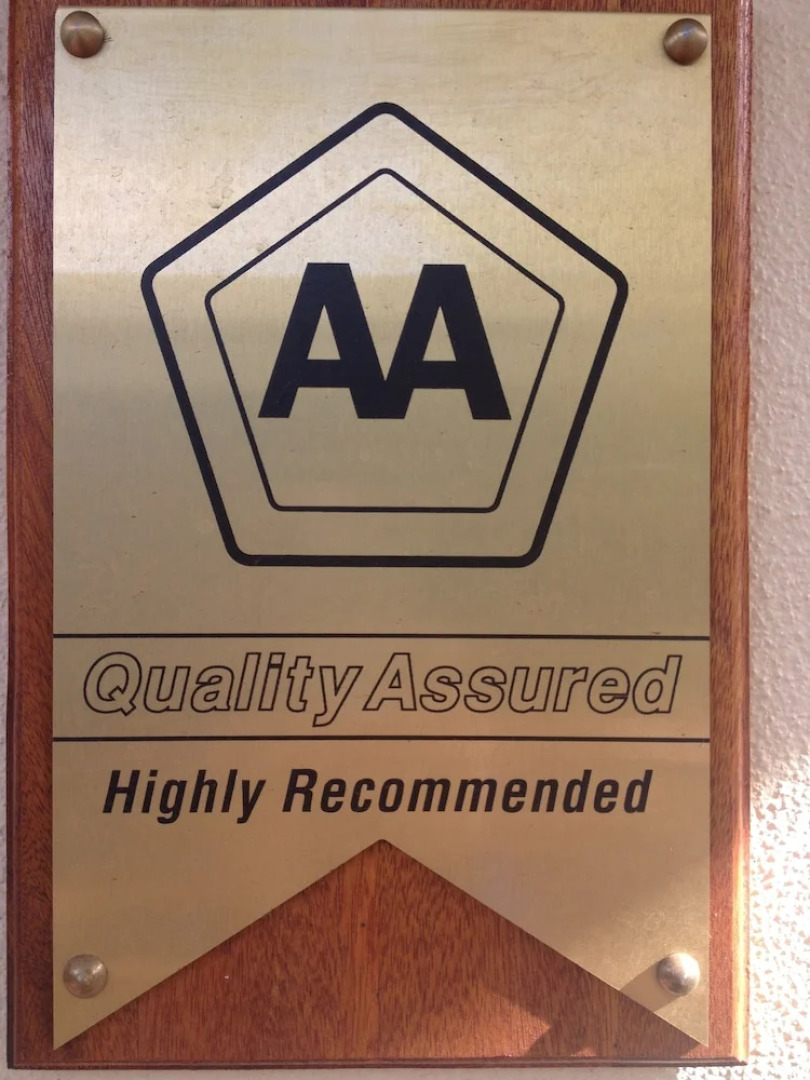 AA
Quality Assured
Highly Recommended